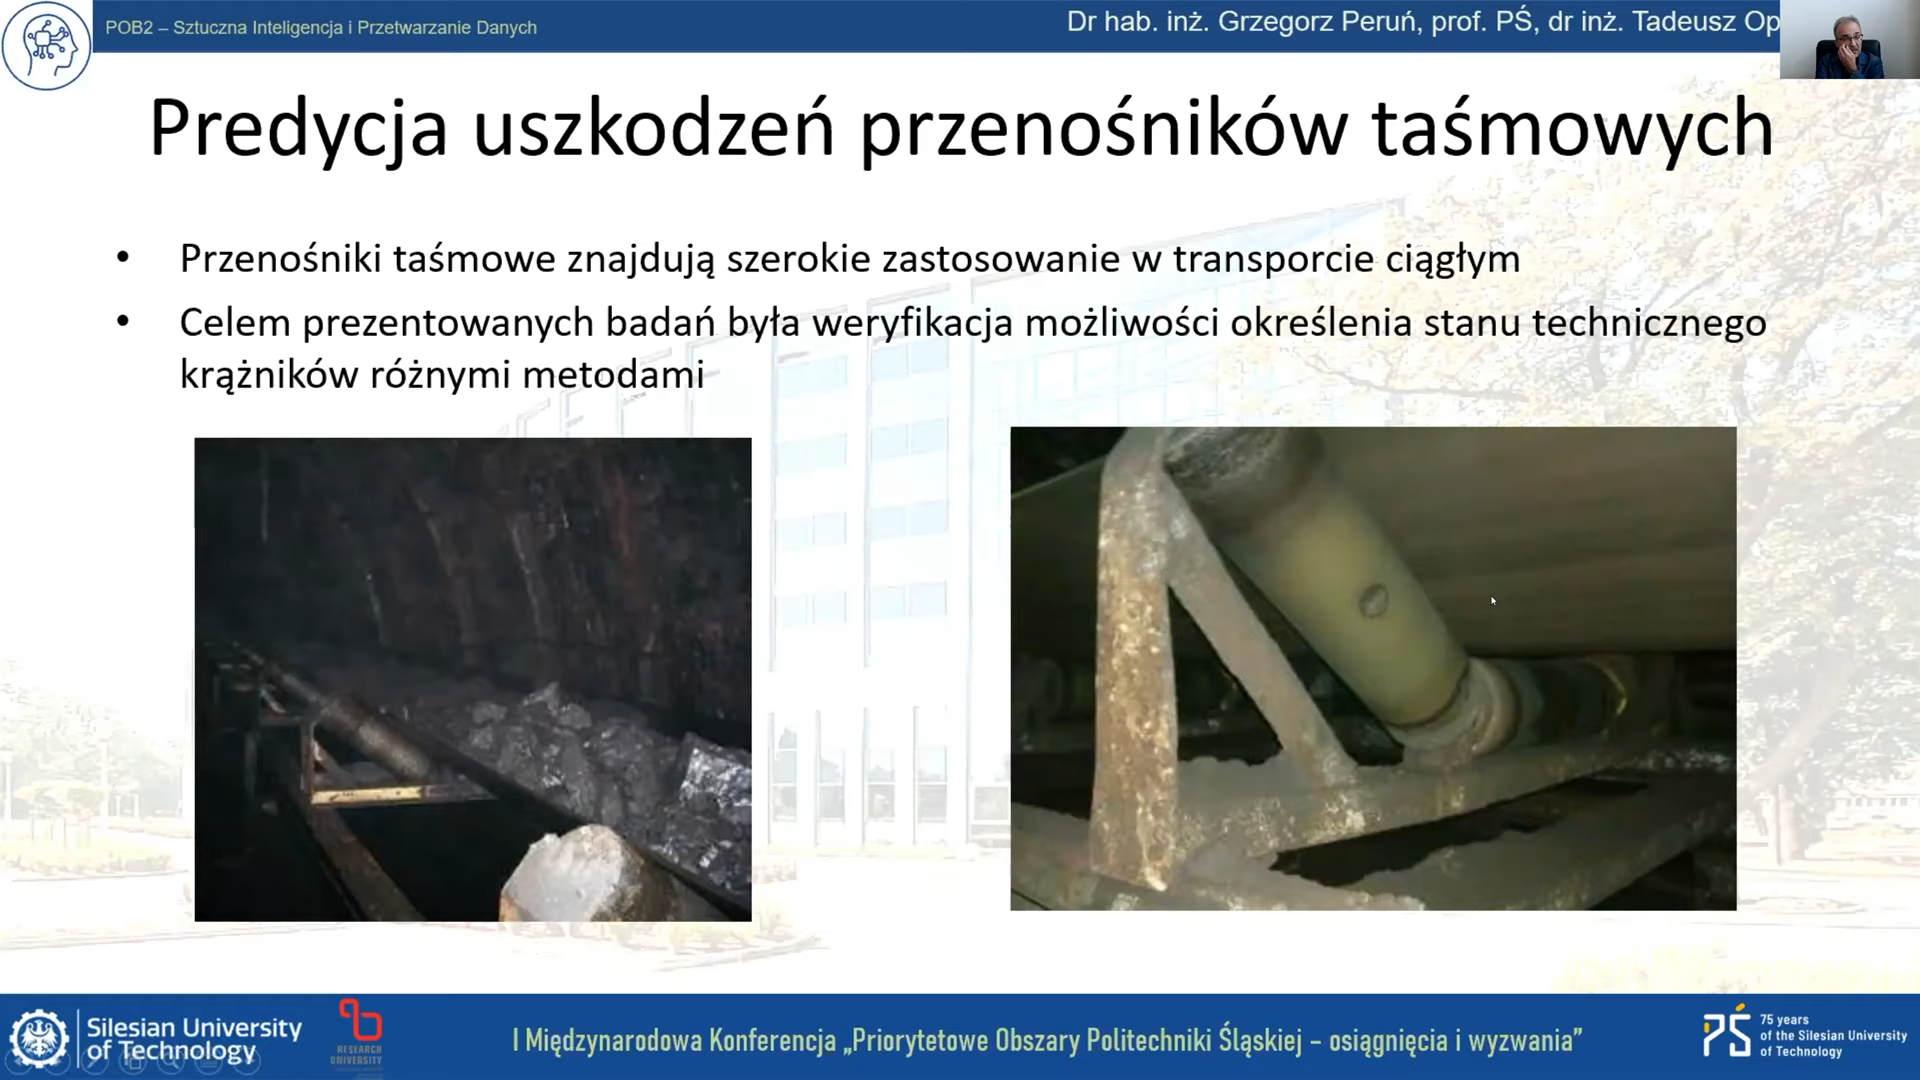 POB2 – Sztuczna Inteligencja i Przetwarzanie Danych
Dr hab. inż. Grzegorz Peruń, prof. PŚ, dr inż. Tadeusz Op
Predycja uszkodzeń przenośników taśmowych
• Przenośniki taśmowe znajdują szerokie zastosowanie w transporcie ciągłym
• Celem prezentowanych badań była weryfikacja możliwości określenia stanu technicznego
krążników różnymi metodami
Silesian University
of Technology
RESEARCH
UNIVERSITY
I Międzynarodowa Konferencja „Priorytetowe Obszary Politechniki Śląskiej – osiągnięcia i wyzwania”
PŚ
75 years
of the Silesian University
of Technology